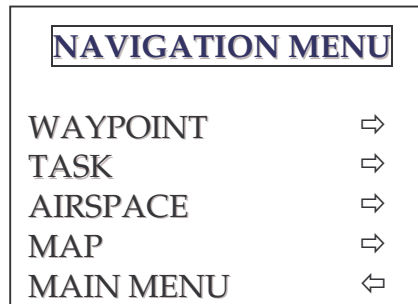 NAVIGATION MENU
WAYPOINT ⇨
TASK ⇨
AIRSPACE ⇨
MAP ⇨
MAIN MENU ⇦